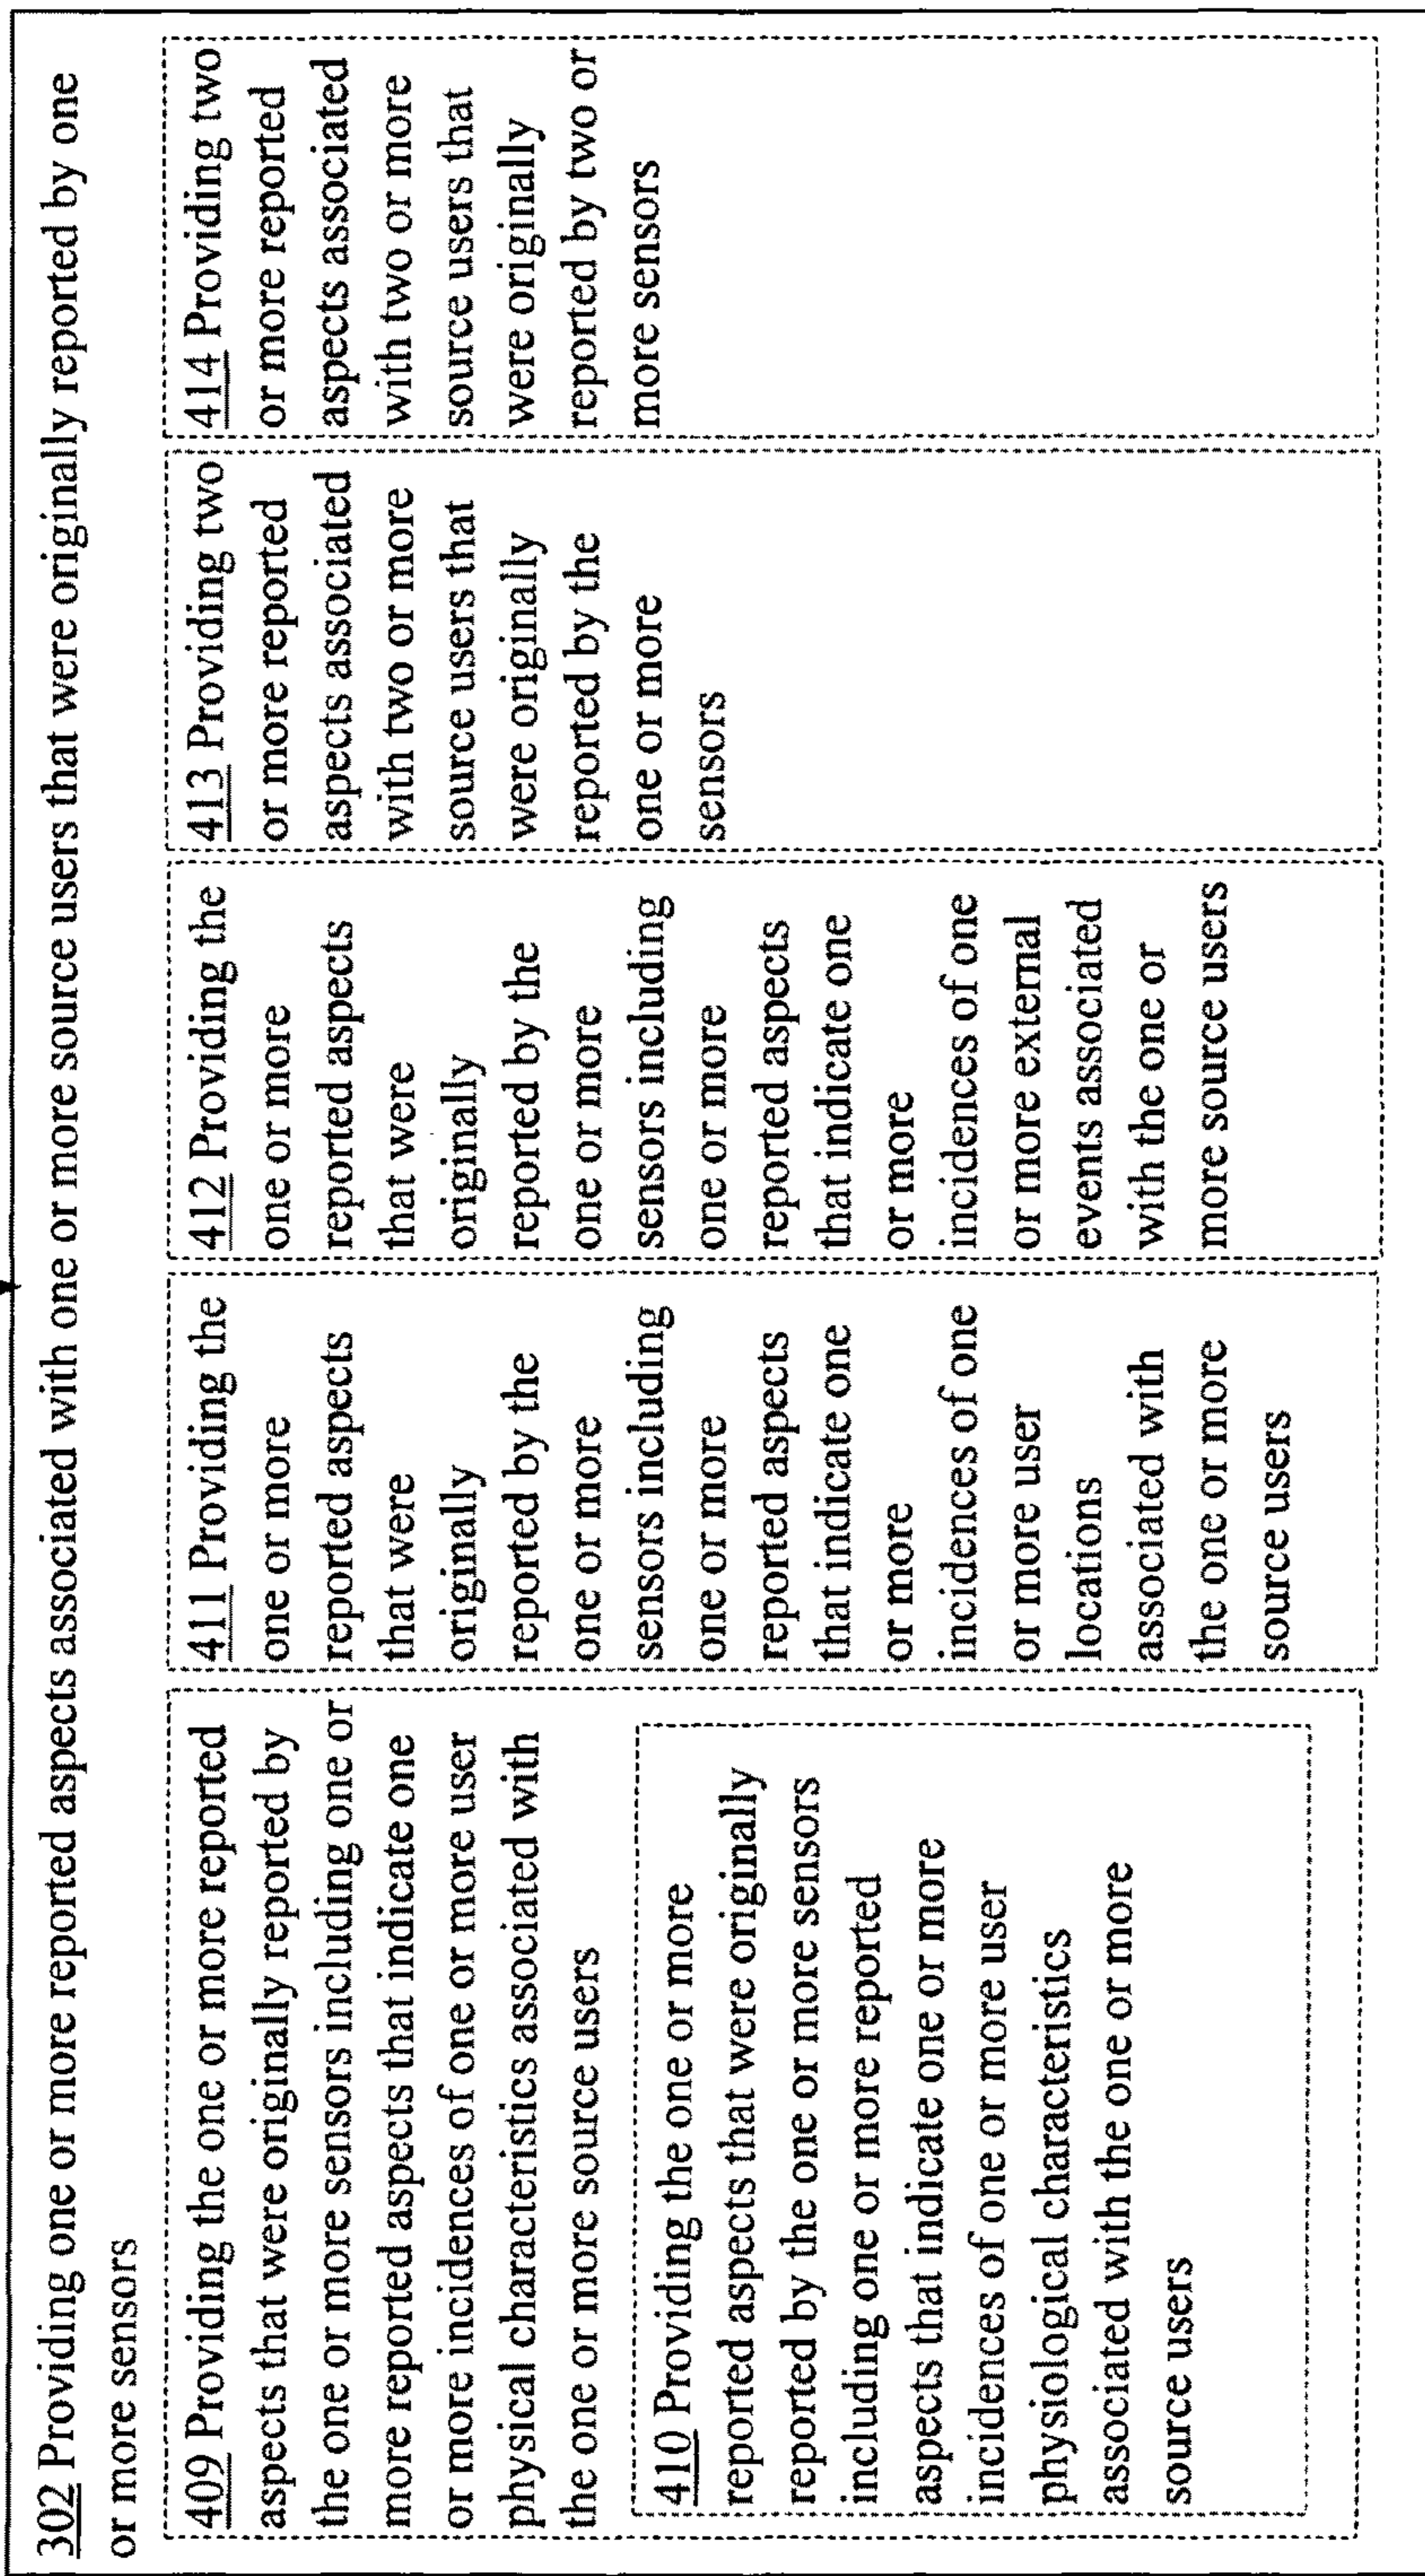 302 Providing one or more reported aspects associated with one or more source users that were originally reported by one
or more sensors
409 Providing the one or more reported
aspects that were originally reported by
the one or more sensors including one or
more reported aspects that indicate one
or more incidences of one or more user
physical characteristics associated with
the one or more source users
410 Providing the one or more
reported aspects that were originally
reported by the one or more sensors
including one or more reported
aspects that indicate one or more
incidences of one or more user
physiological characteristics
associated with the one or more
source users
411 Providing the
one or more
reported aspects
that were
originally
reported by the
one or more
sensors including
one or more
reported aspects
that indicate one
or more
incidences of one
or more user
locations
associated with
the one or more
source users
412 Providing the
one or more
reported aspects
that were
originally
reported by the
one or more
sensors including
one or more
reported aspects
that indicate one
or more
incidences of one
or more external
events associated
with the one or
more source users
413 Providing two
or more reported
aspects associated
with two or more
source users that
were originally
reported by the
one or more
sensors
414 Providing two
or more reported
aspects associated
with two or more
source users that
were originally
reported by two or
more sensors